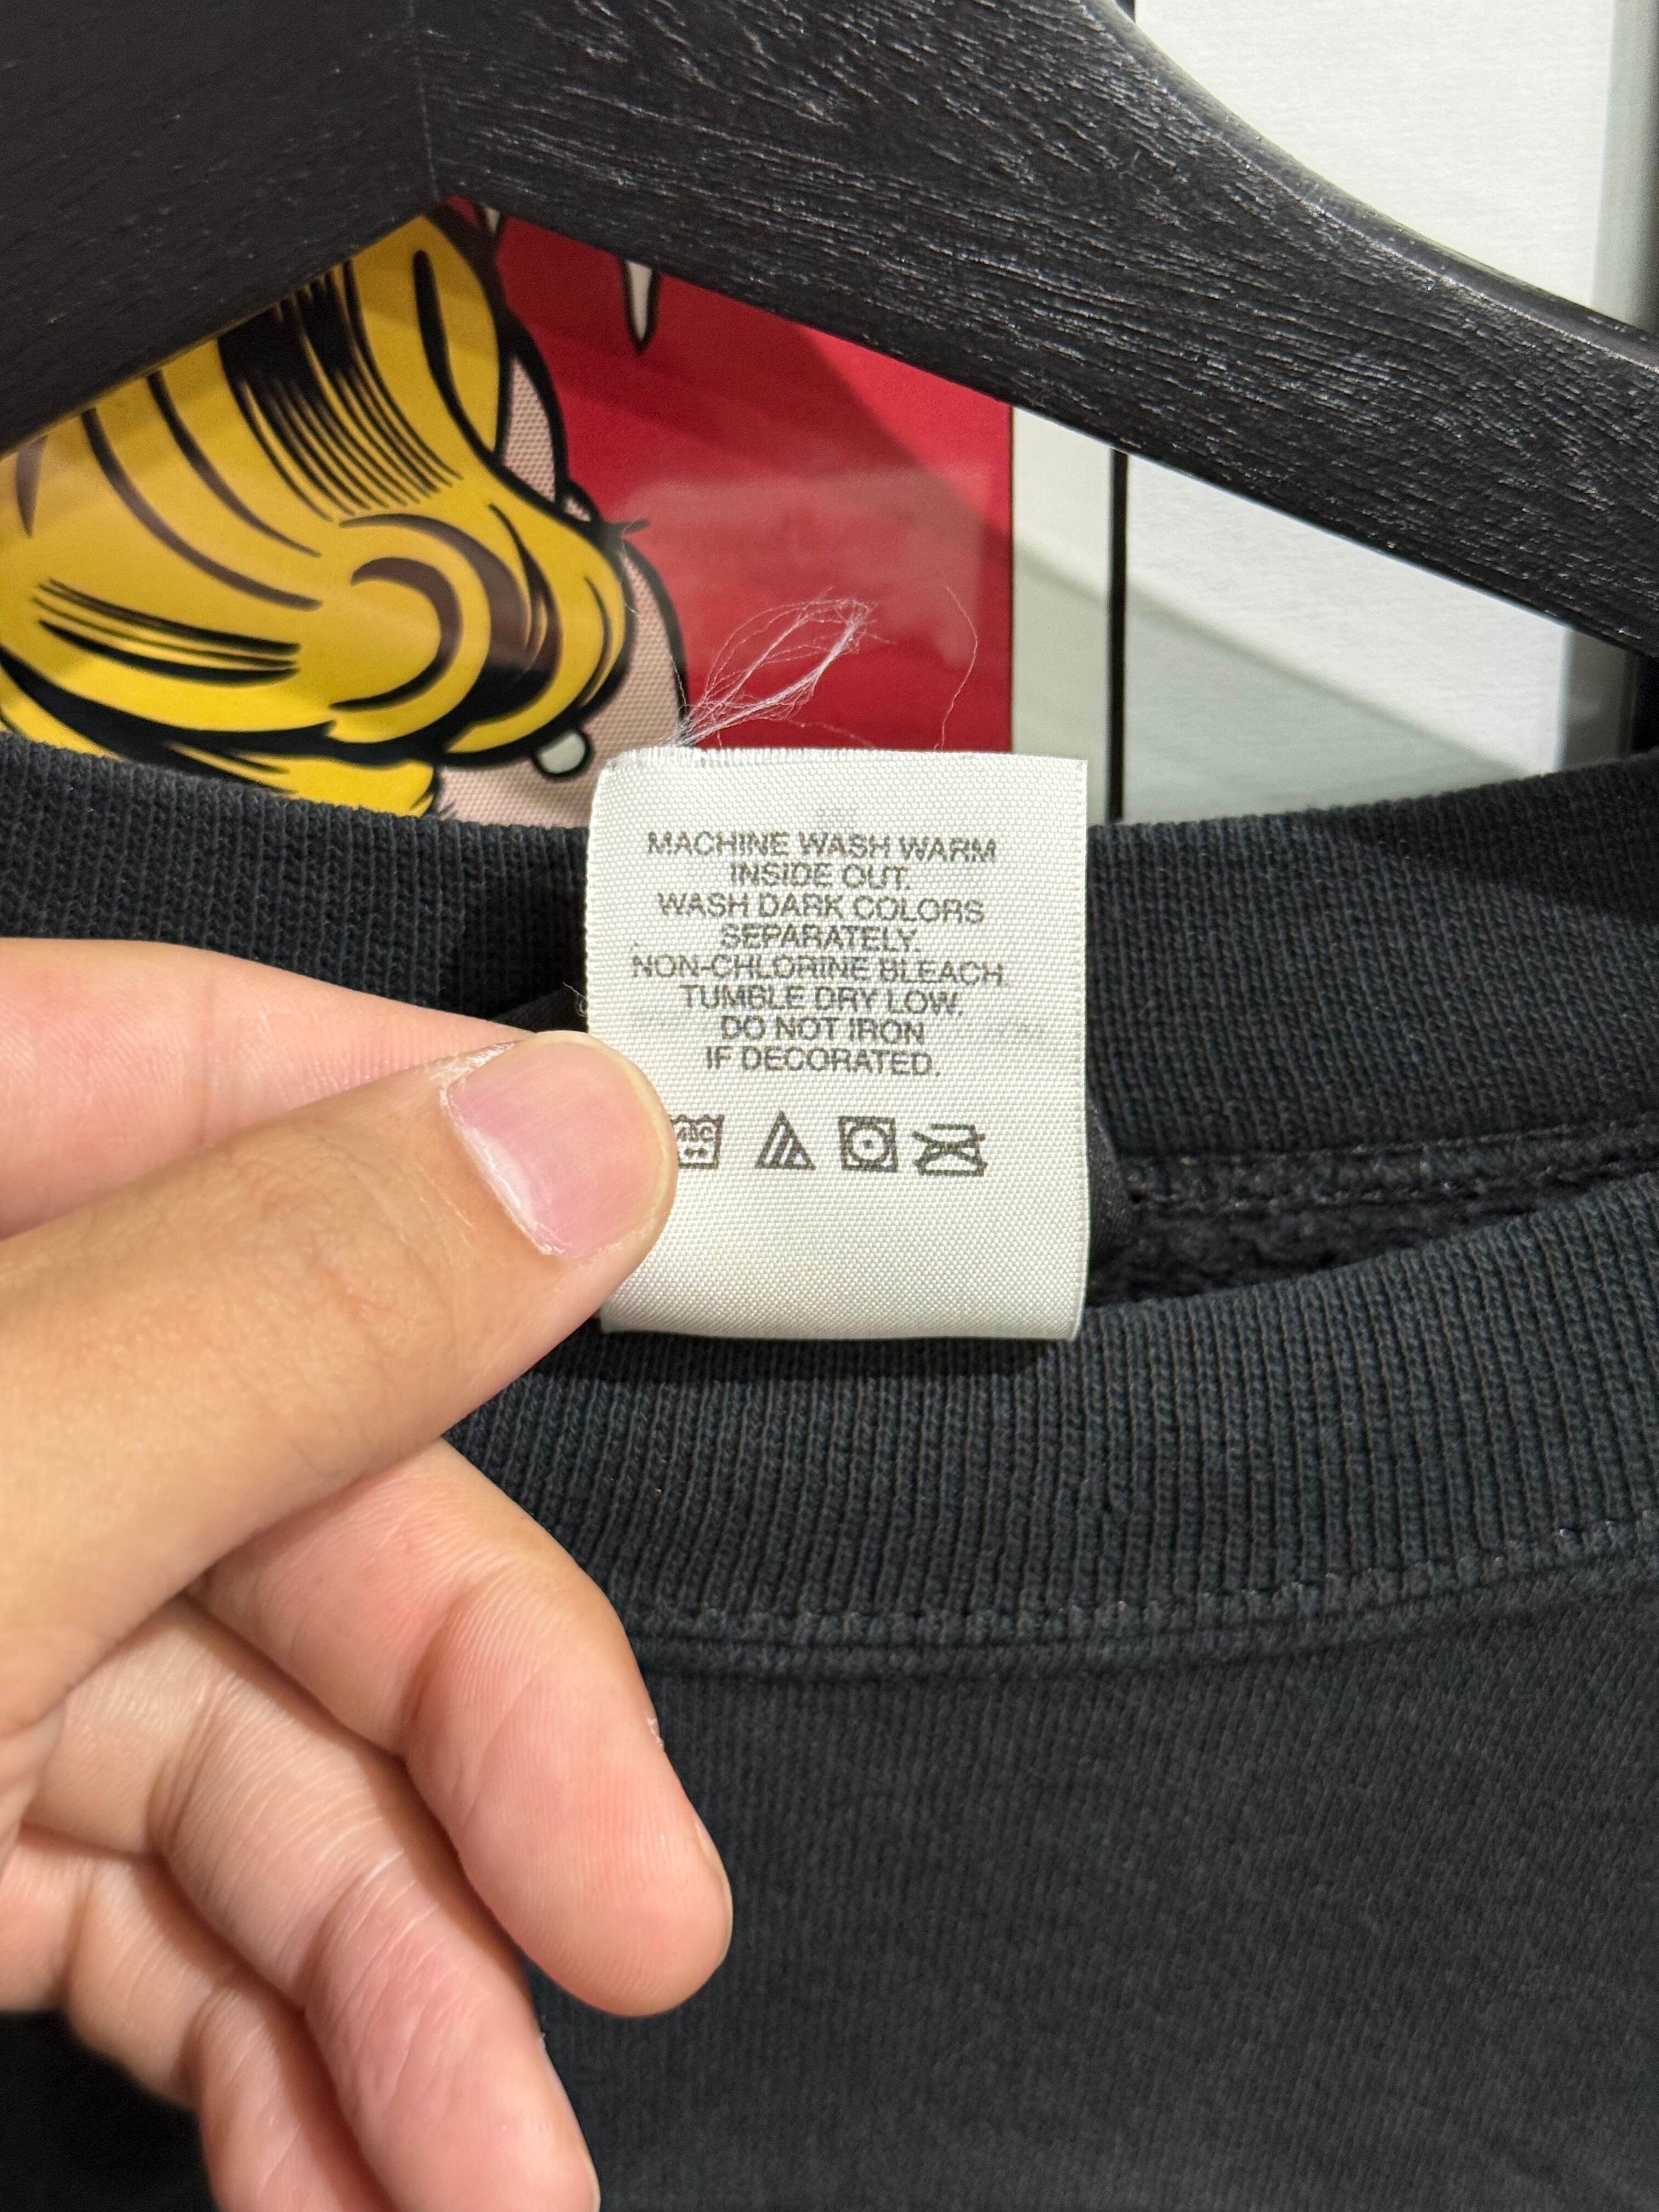 MACHINE WASH WARM
INSIDE OUT.
WASH DARK COLORS
SEPARATELY.
NON-CHLORINE BLEACH.
TUMBLE DRY LOW.
DO NOT IRON
IF DECORATED.